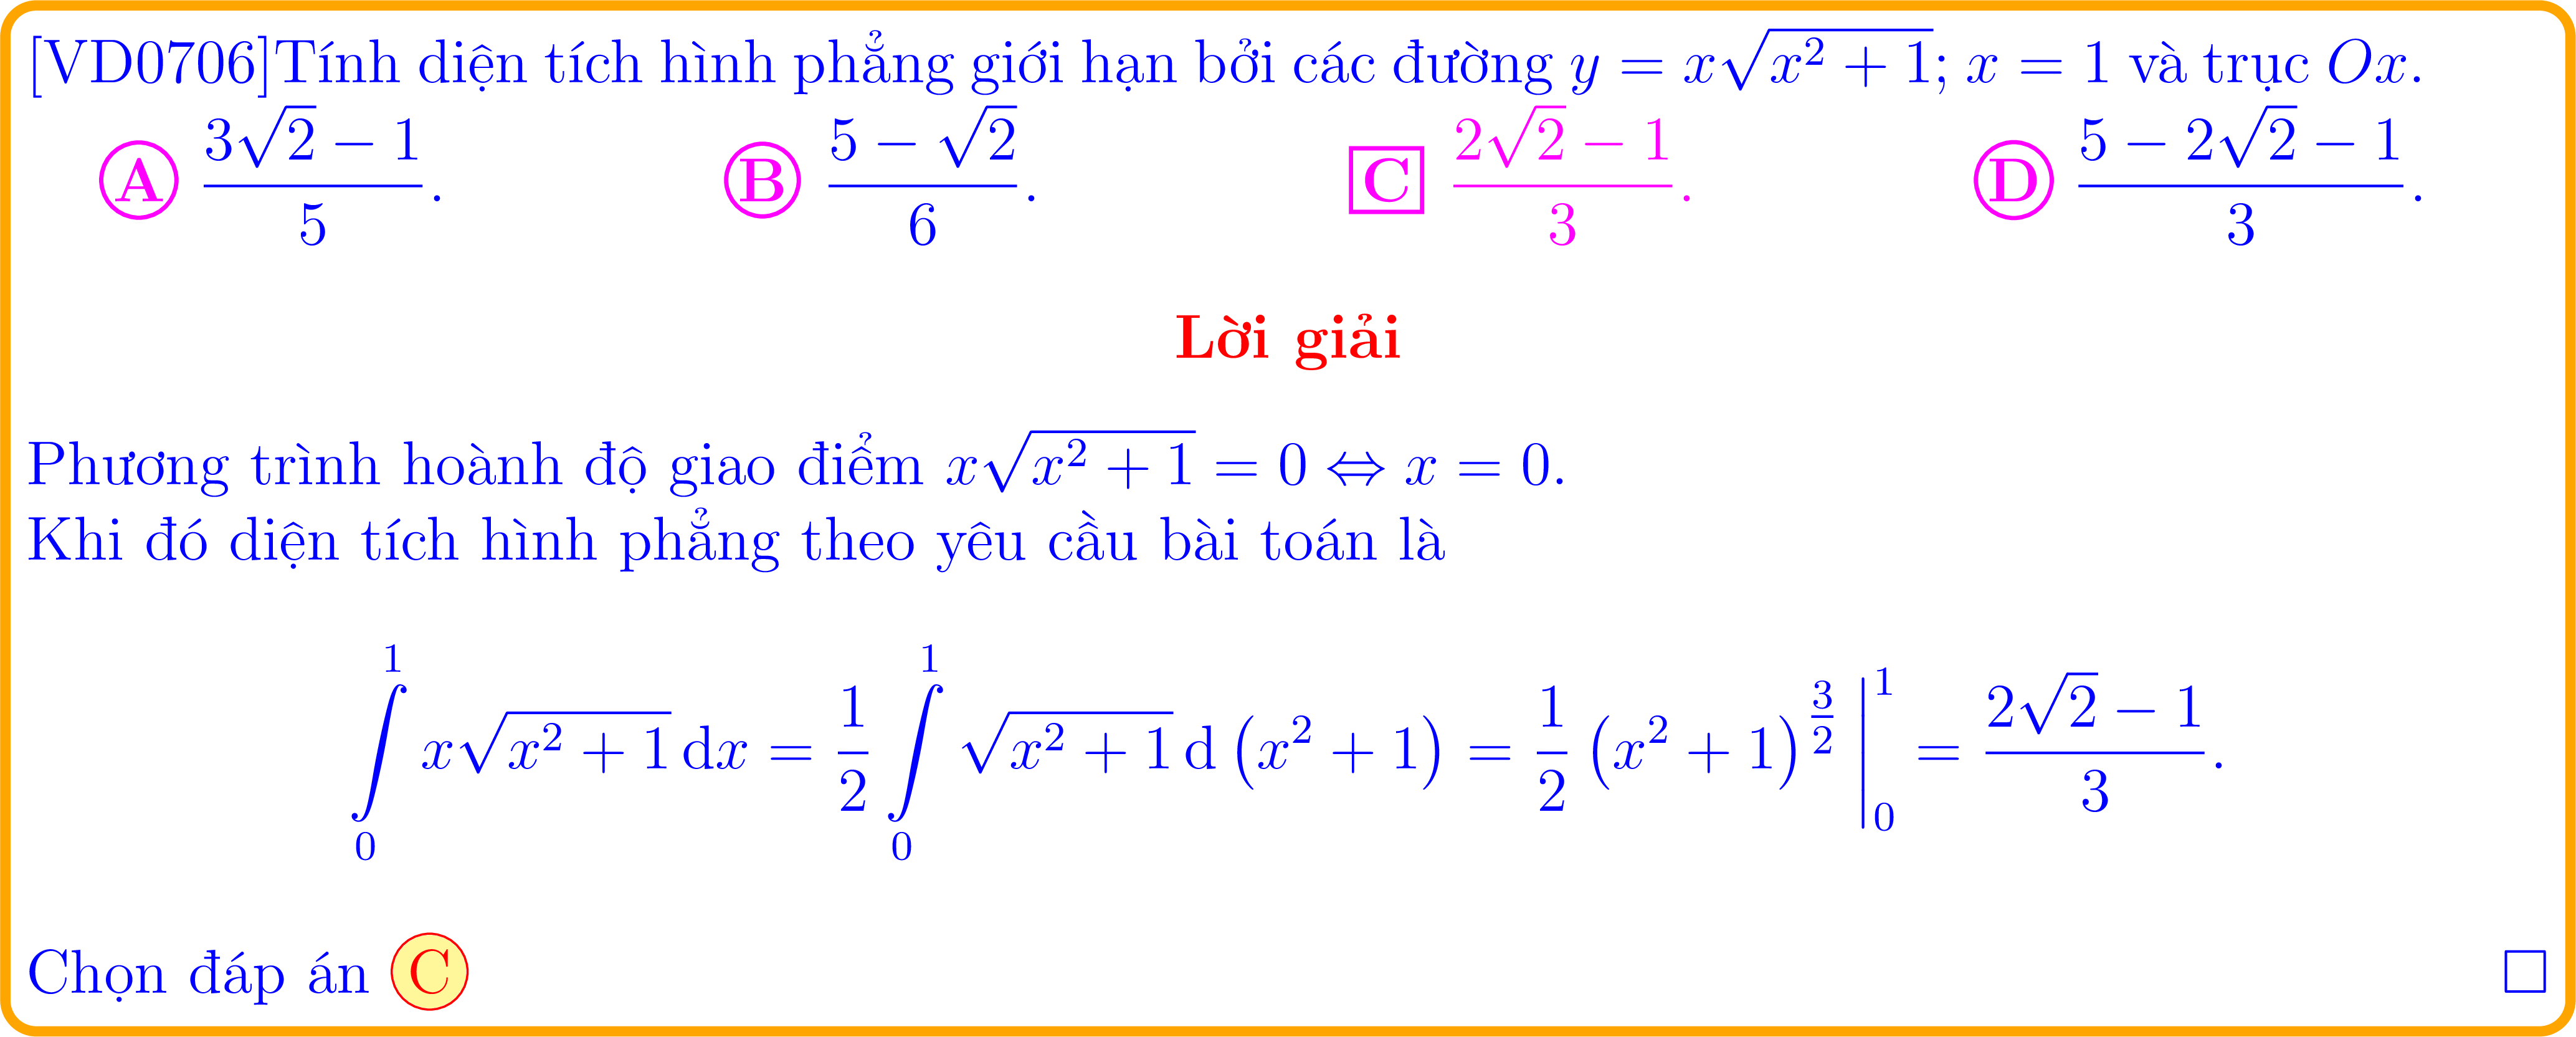 [VD0706]Tính diện tích hình phẳng giới hạn bởi các đường $y = x\sqrt{x^2+1}$; $x = 1$ và trục $Ox$.
A $\frac{3\sqrt{2}-1}{5}$. B $\frac{5-\sqrt{2}}{6}$. C $\frac{2\sqrt{2}-1}{3}$. D $\frac{5-2\sqrt{2}-1}{3}$.
Lời giải
Phương trình hoành độ giao điểm $x\sqrt{x^2+1} = 0 \Leftrightarrow x = 0$.
Khi đó diện tích hình phẳng theo yêu cầu bài toán là
$\int\limits_0^1 x\sqrt{x^2+1}\,\mathrm{d}x = \frac{1}{2}\int\limits_0^1 \sqrt{x^2+1}\,\mathrm{d}\left(x^2+1\right) = \frac{1}{2}\left(x^2+1\right)^{\frac{3}{2}}\Big|_0^1 = \frac{2\sqrt{2}-1}{3}$.
Chọn đáp án C □